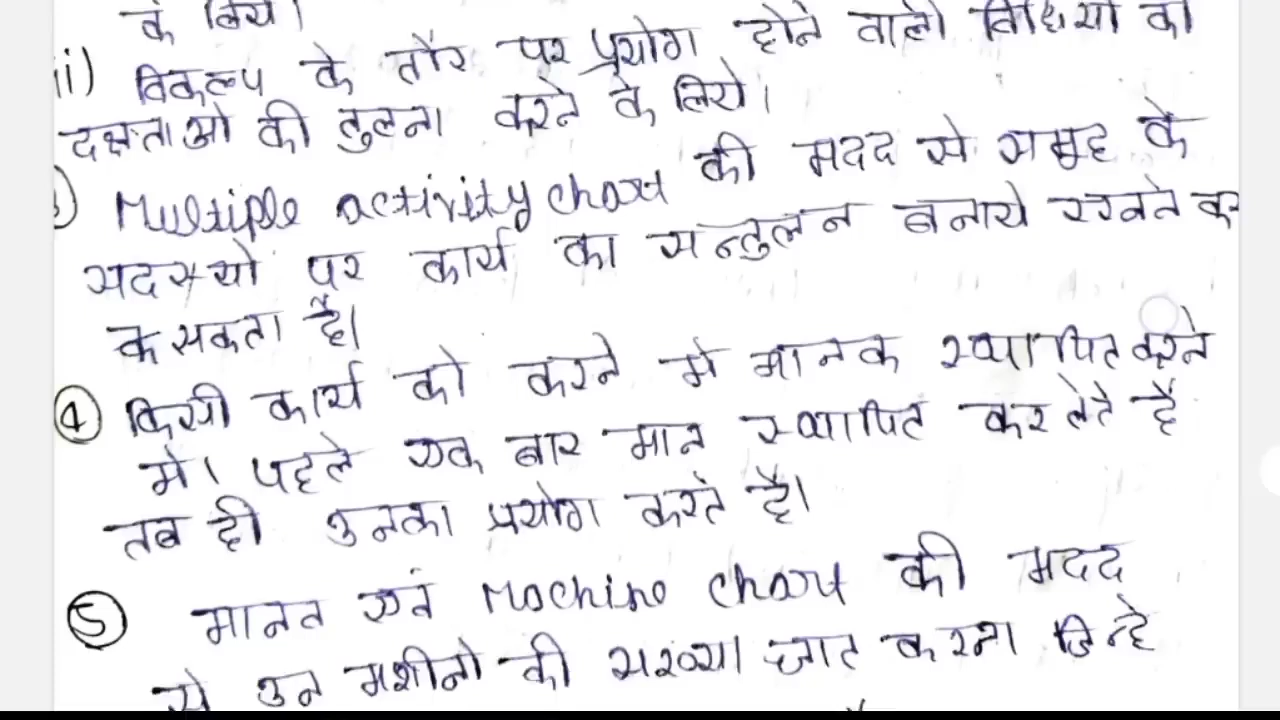 के लिये।
ii) विकल्प के तौर पर प्रयोग होने वाली विधियो की
दक्षताओ की तुलना करने के लिये।
) Multiple activity chart की मदद से समूह के
सदस्यो पर कार्य का सन्तुलन बनाये रखने
के सकता है।
④ किसी कार्य को करने मे मानक स्थापित करने
मे। पहले एक बार मान स्थापित कर लेते है
तब ही उनका प्रयोग करते है।
⑤ मानव एवं Machine chart की मदद
से उन मशीनो की संख्या ज्ञात करना जिन्हे